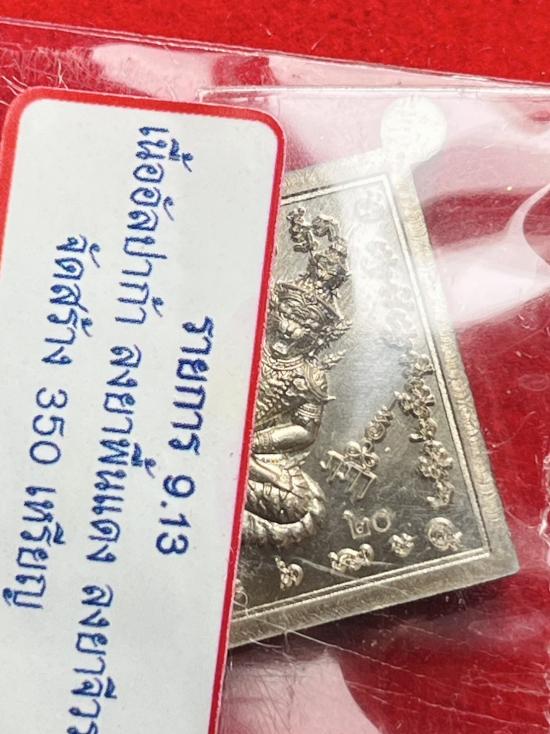 รายการ 9.13
เนื้ออัลปาก้า ลงยาพื้นแดง ลงยาจีวร
จัดสร้าง 350 เหรียญ
๒๐